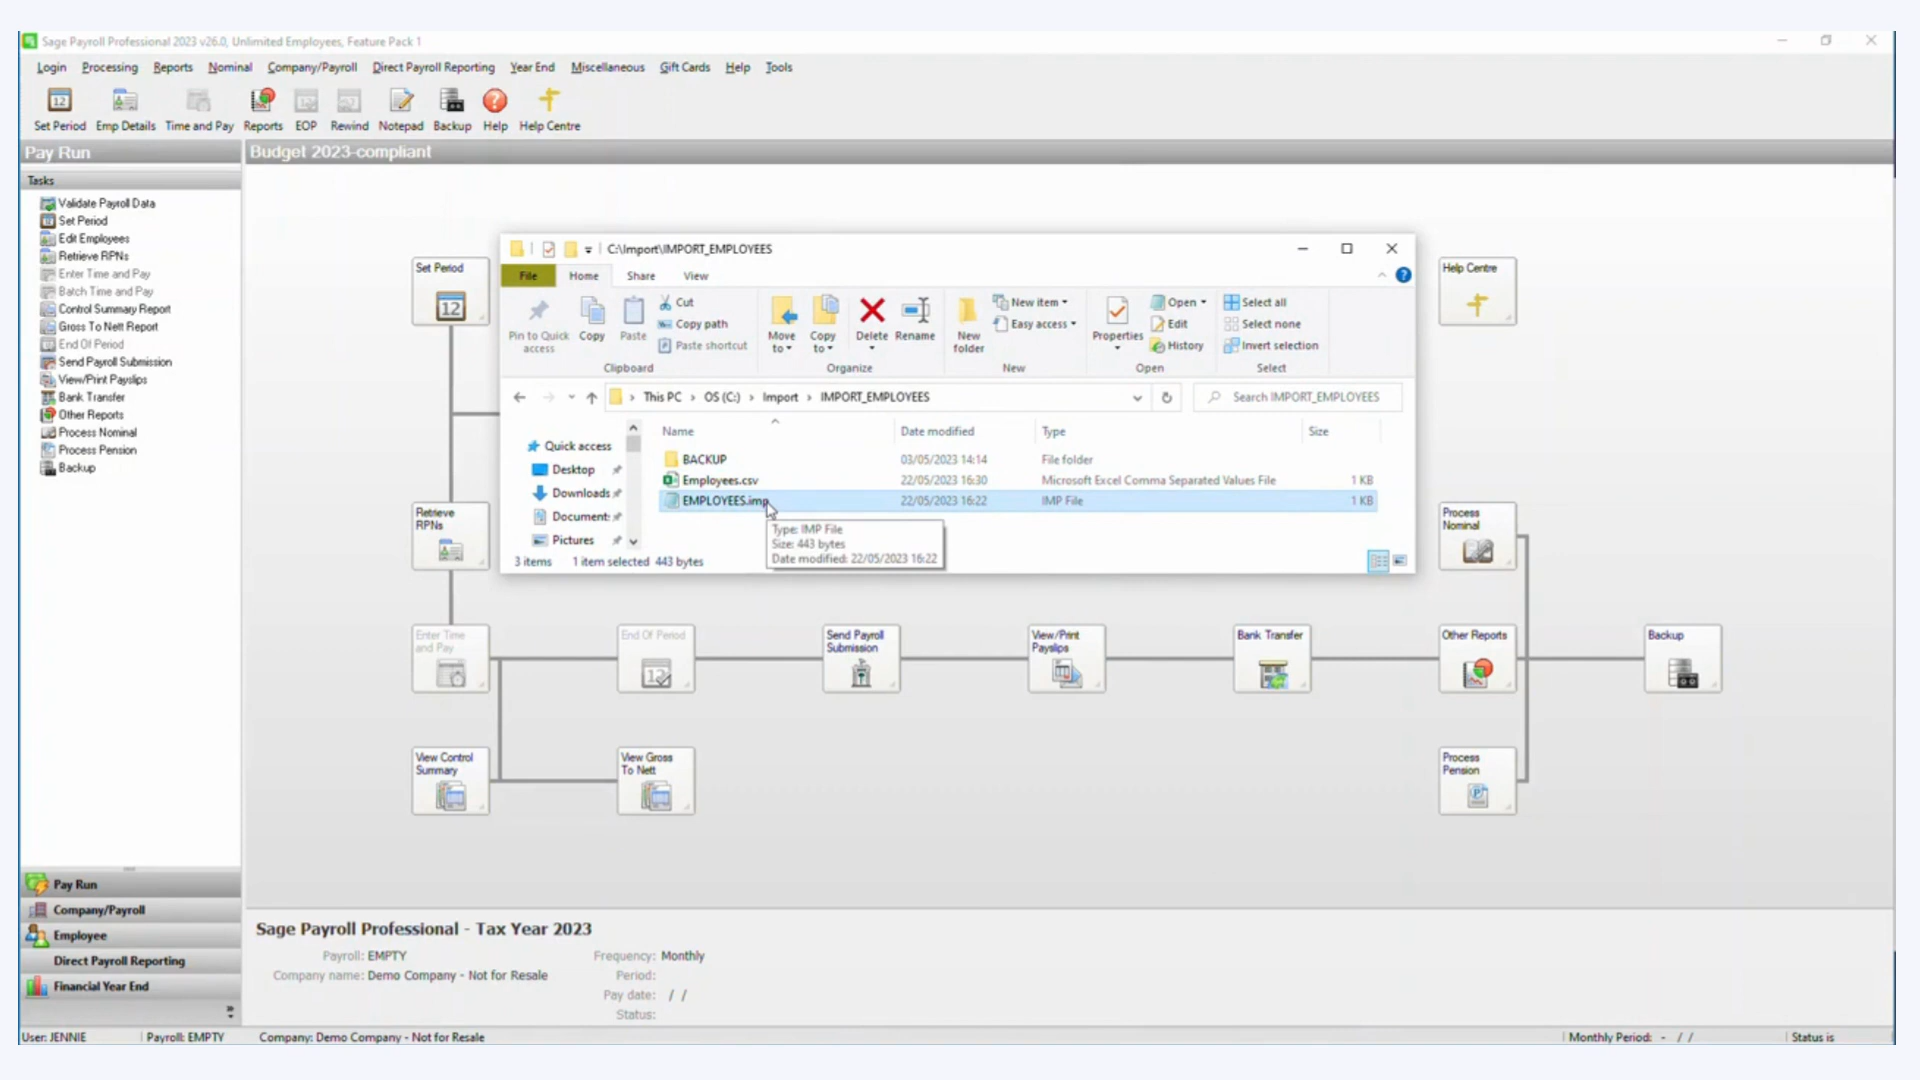 Sage Payroll Professional 2023 v26.0, Unlimited Employees, Feature Pack 1
Login Processing Reports Nominal Company/Payroll Direct Payroll Reporting Year End Miscellaneous Gift Cards Help Tools
12
Set Period Emp Details Time and Pay Reports EOP Rewind Notepad Backup Help Help Centre
Pay Run
Budget 2023-compliant
Tasks
Validate Payroll Data
Set Period
Edit Employees
Retrieve RPNs
Enter Time and Pay
Batch Time and Pay
Control Summary Report
Gross To Nett Report
End Of Period
Send Payroll Submission
View/Print Payslips
Bank Transfer
Other Reports
Process Nominal
Process Pension
Backup
Set Period
12
Help Centre
C:\Import\IMPORT_EMPLOYEES
File Home Share View
Pin to Quick
access
Copy
Paste
Cut
Copy path
Paste shortcut
Clipboard
Move
to
Copy
to
Delete
Rename
Organize
New
folder
New item
Easy access
New
Properties
Open
Edit
History
Open
Select all
Select none
Invert selection
Select
This PC > OS (C:) > Import > IMPORT_EMPLOYEES
Search IMPORT_EMPLOYEES
Quick access
Desktop
Downloads
Document:
Pictures
Name Date modified Type Size
BACKUP 03/05/2023 14:14 File folder
Employees.csv 22/05/2023 16:30 Microsoft Excel Comma Separated Values File 1 KB
EMPLOYEES.imp 22/05/2023 16:22 IMP File 1 KB
Type: IMP File
Size: 443 bytes
Date modified: 22/05/2023 16:22
3 items 1 item selected 443 bytes
Retrieve
RPNs
Process
Nominal
Enter Time
and Pay
End Of Period
12
Send Payroll
Submission
View/Print
Payslips
Bank Transfer
Other Reports
Backup
View Control
Summary
View Gross
To Nett
Process
Pension
Pay Run
Company/Payroll
Employee
Direct Payroll Reporting
Financial Year End
Sage Payroll Professional - Tax Year 2023
Payroll: EMPTY
Company name: Demo Company - Not for Resale
Frequency: Monthly
Period:
Pay date: / /
Status:
User: JENNIE Payroll: EMPTY Company: Demo Company - Not for Resale Monthly Period: - / / Status is